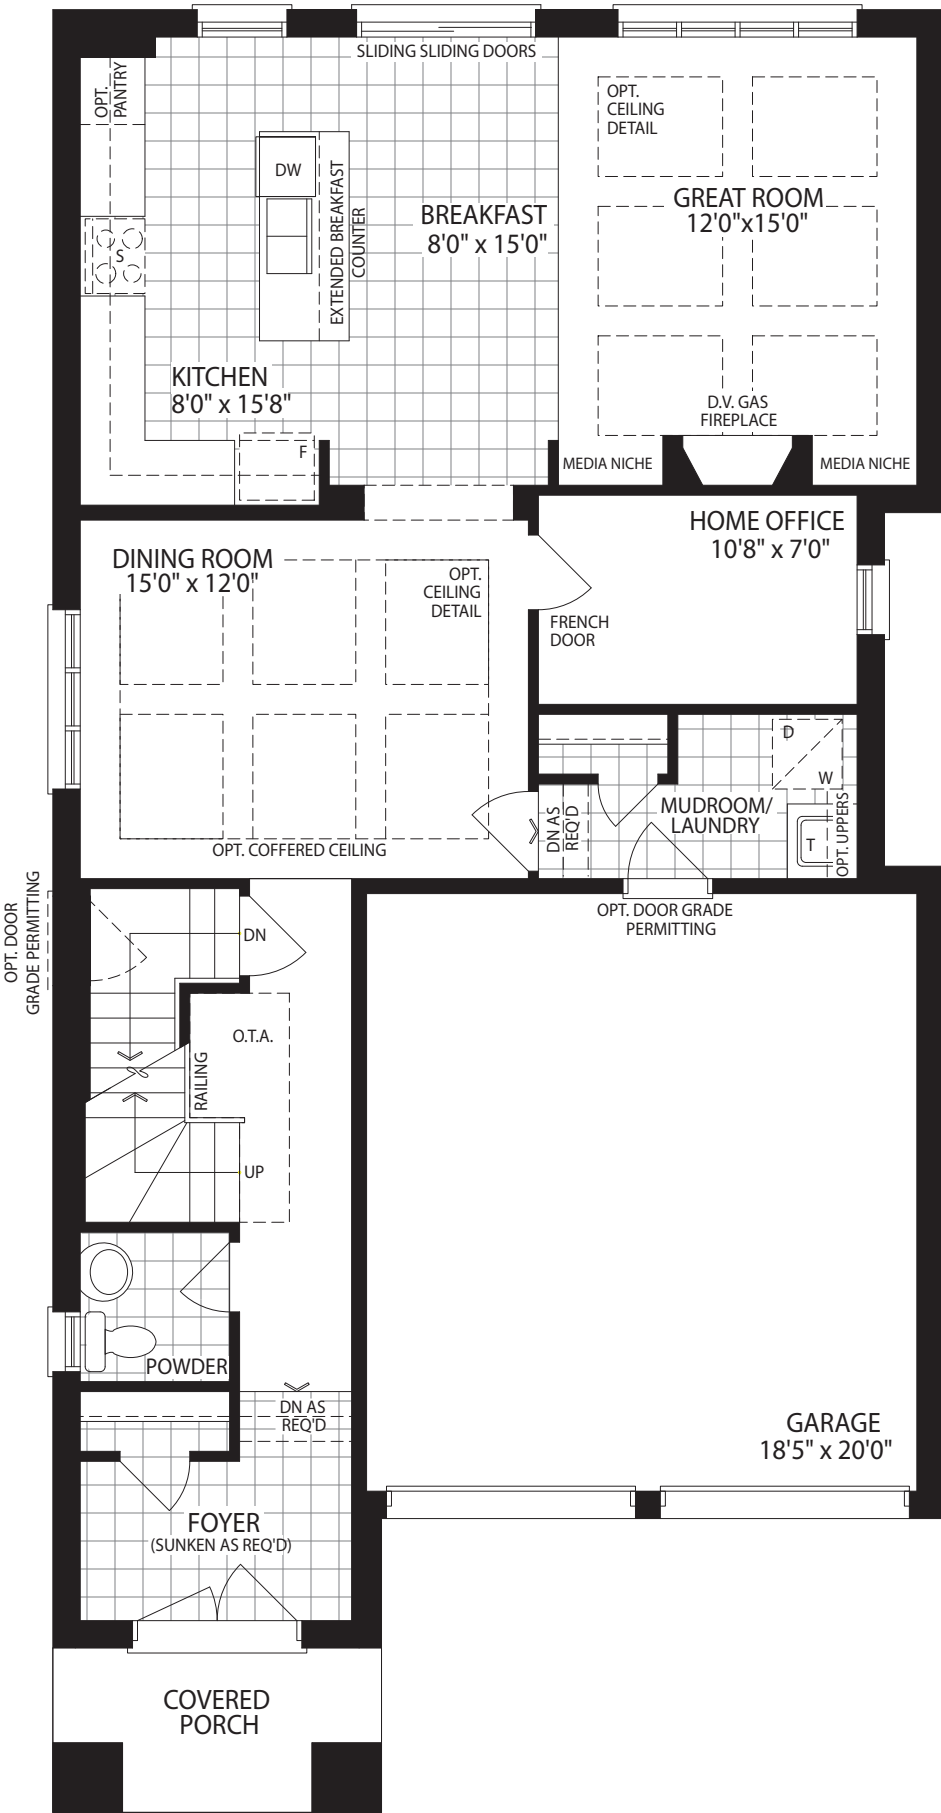 SLIDING SLIDING DOORS
OPT.
PANTRY
OPT.
CEILING
DETAIL
DW
EXTENDED BREAKFAST
COUNTER
BREAKFAST
8'0" x 15'0"
GREAT ROOM
12'0"x15'0"
S
KITCHEN
8'0" x 15'8"
F
D.V. GAS
FIREPLACE
MEDIA NICHE
MEDIA NICHE
HOME OFFICE
10'8" x 7'0"
DINING ROOM
15'0" x 12'0"
OPT.
CEILING
DETAIL
FRENCH
DOOR
D
W
MUDROOM/
LAUNDRY
DN AS
REQ'D
T
OPT. UPPERS
OPT. COFFERED CEILING
OPT. DOOR
GRADE PERMITTING
OPT. DOOR GRADE
PERMITTING
DN
O.T.A.
RAILING
UP
POWDER
DN AS
REQ'D
GARAGE
18'5" x 20'0"
FOYER
(SUNKEN AS REQ'D)
COVERED
PORCH